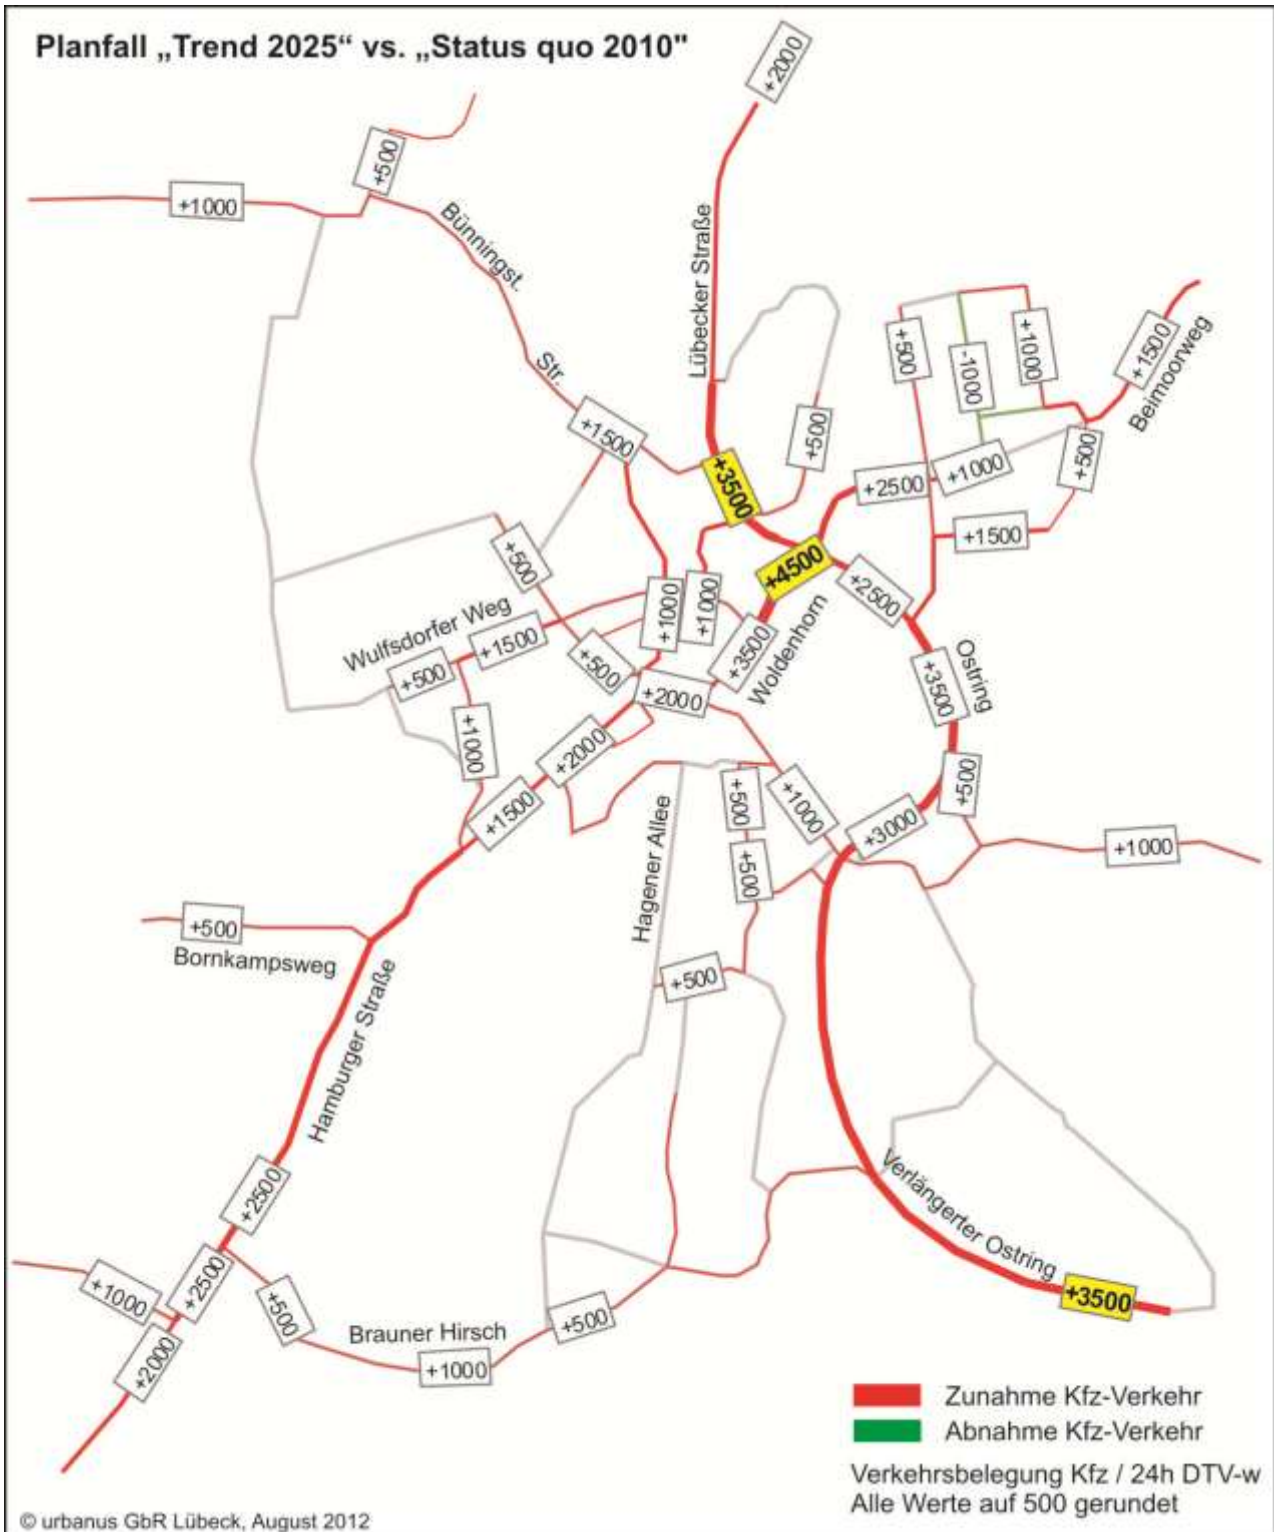 Planfall „Trend 2025“ vs. „Status quo 2010"
+2000
+500
+1000
Bünningst.
Str.
Lübecker Straße
+500
-1000
+1000
+1500
Beimoorweg
+1500
+3500
+500
+2500
+1000
+500
+1500
+500
+4500
+2500
+1000
+1000
+3500
Woldenhorn
Wulfsdorfer Weg
+1500
+500
+500
+2000
+3500
Ostring
+1000
+2000
+1500
+500
+500
+1000
+3000
+500
+1000
Hagener Allee
+500
Bornkampsweg
+500
Hamburger Straße
+2500
+2500
+1000
+2000
+500
Brauner Hirsch
+1000
+500
Verlängerter Ostring
+3500
Zunahme Kfz-Verkehr
Abnahme Kfz-Verkehr
Verkehrsbelegung Kfz / 24h DTV-w
Alle Werte auf 500 gerundet
© urbanus GbR Lübeck, August 2012